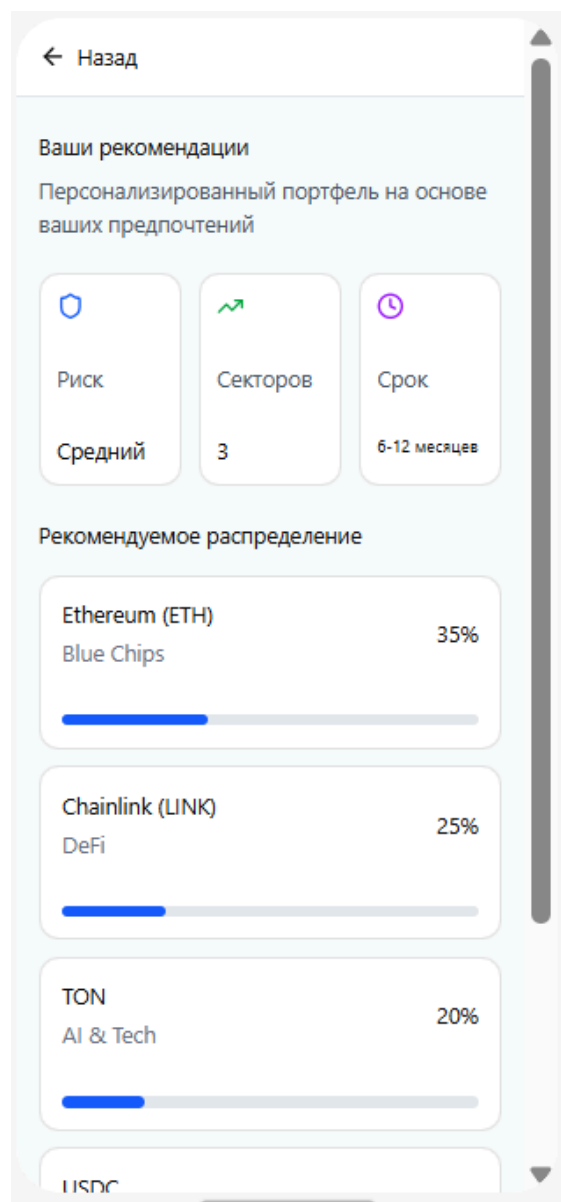 Назад
Ваши рекомендации
Персонализированный портфель на основе
ваших предпочтений
Риск
Секторов
Срок
Средний
3
6-12 месяцев
Рекомендуемое распределение
Ethereum (ETH)
35%
Blue Chips
Chainlink (LINK)
25%
DeFi
TON
20%
AI & Tech
USDC